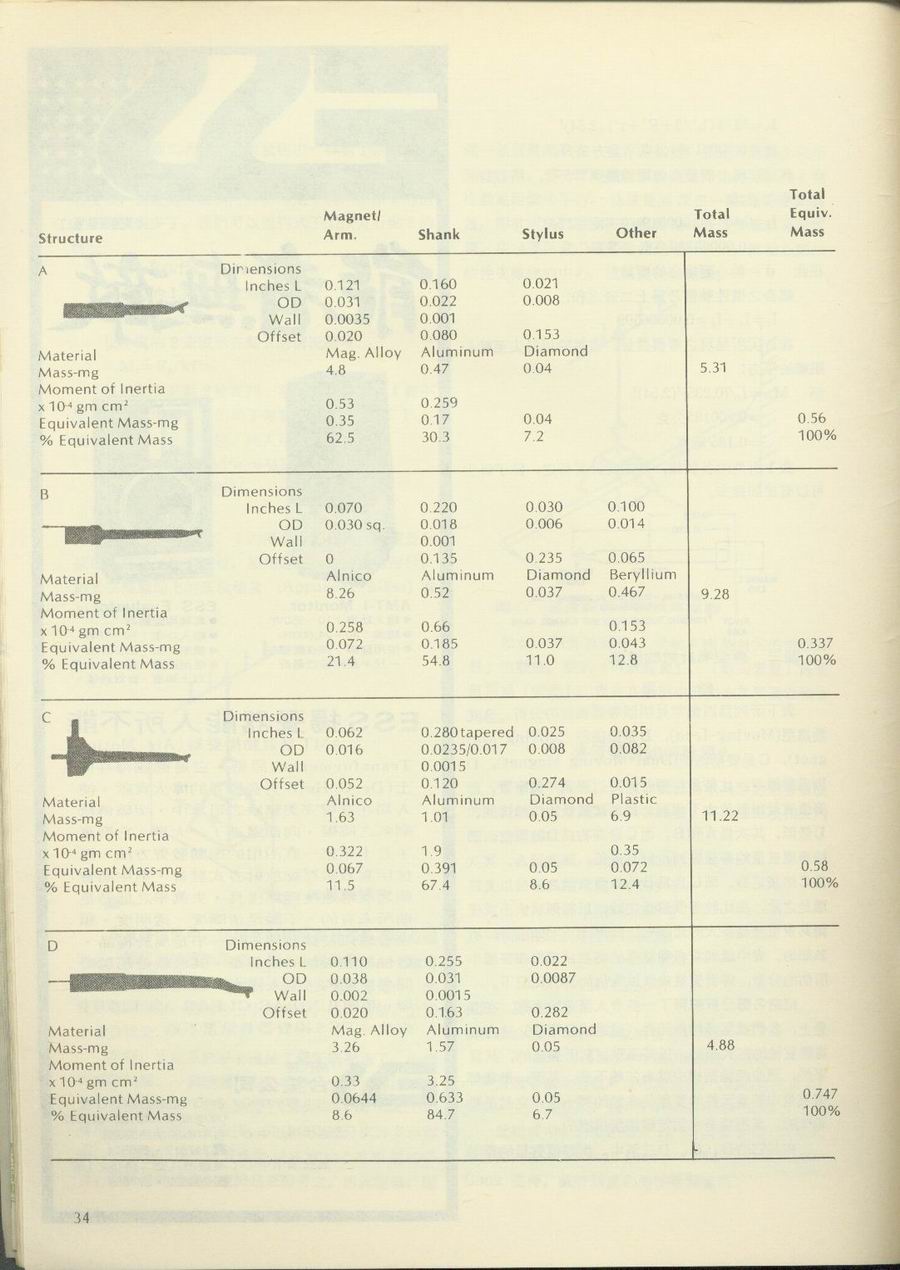 Structure Magnet/ Arm. Shank Stylus Other Total Mass Total Equiv. Mass
A Dimensions
Inches L 0.121 0.160 0.021
OD 0.031 0.022 0.008
Wall 0.0035 0.001
Offset 0.020 0.080 0.153
Material Mag. Alloy Aluminum Diamond
Mass-mg 4.8 0.47 0.04 5.31
Moment of Inertia
x 10⁻⁴ gm cm² 0.53 0.259
Equivalent Mass-mg 0.35 0.17 0.04 0.56
% Equivalent Mass 62.5 30.3 7.2 100%
B Dimensions
Inches L 0.070 0.220 0.030 0.100
OD 0.030 sq. 0.018 0.006 0.014
Wall 0.001
Offset 0 0.135 0.235 0.065
Material Alnico Aluminum Diamond Beryllium
Mass-mg 8.26 0.52 0.037 0.467 9.28
Moment of Inertia
x 10⁻⁴ gm cm² 0.258 0.66 0.153
Equivalent Mass-mg 0.072 0.185 0.037 0.043 0.337
% Equivalent Mass 21.4 54.8 11.0 12.8 100%
C Dimensions
Inches L 0.062 0.280 tapered 0.025 0.035
OD 0.016 0.0235/0.017 0.008 0.082
Wall 0.0015
Offset 0.052 0.120 0.274 0.015
Material Alnico Aluminum Diamond Plastic
Mass-mg 1.63 1.01 0.05 6.9 11.22
Moment of Inertia
x 10⁻⁴ gm cm² 0.322 1.9 0.35
Equivalent Mass-mg 0.067 0.391 0.05 0.072 0.58
% Equivalent Mass 11.5 67.4 8.6 12.4 100%
D Dimensions
Inches L 0.110 0.255 0.022
OD 0.038 0.031 0.0087
Wall 0.002 0.0015
Offset 0.020 0.163 0.282
Material Mag. Alloy Aluminum Diamond
Mass-mg 3.26 1.57 0.05 4.88
Moment of Inertia
x 10⁻⁴ gm cm² 0.33 3.25
Equivalent Mass-mg 0.0644 0.633 0.05 0.747
% Equivalent Mass 8.6 84.7 6.7 100%
34